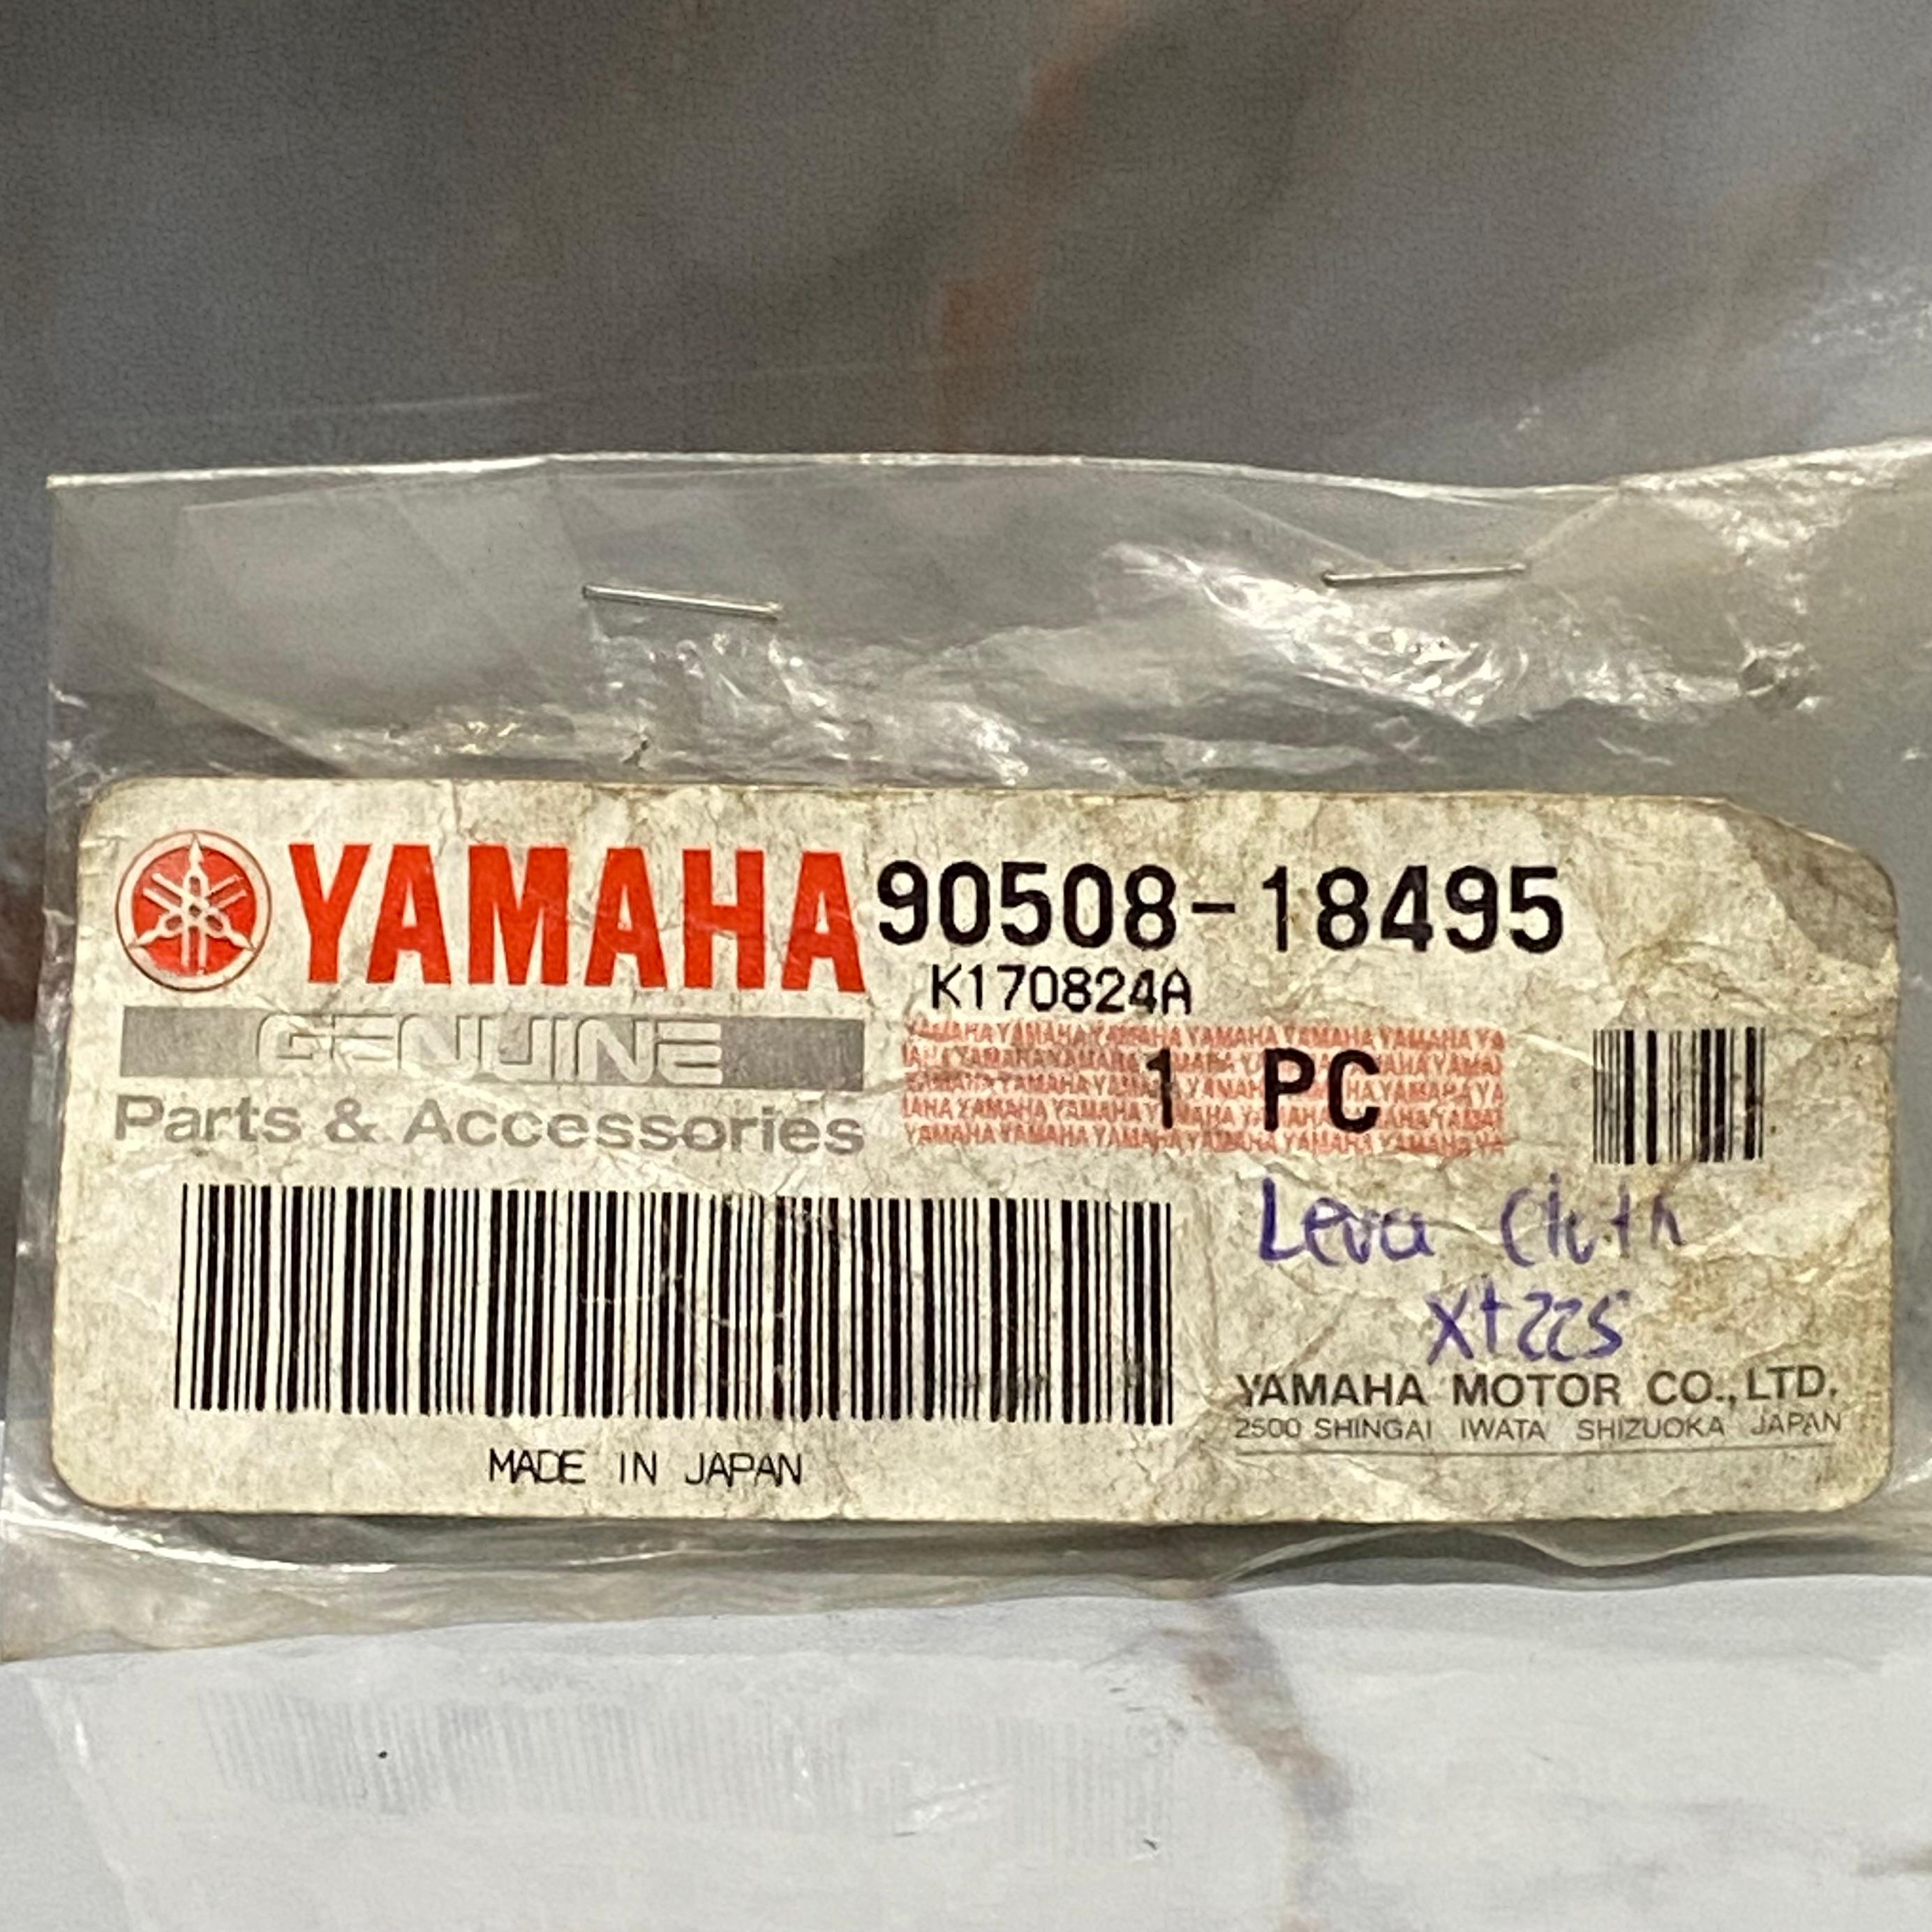 YAMAHA 90508-18495
K170824A
GENUINE
1 PC
Parts & Accessories
Leva Cluth
xt225
YAMAHA MOTOR CO., LTD.
2500 SHINGAI IWATA SHIZUOKA JAPAN
MADE IN JAPAN